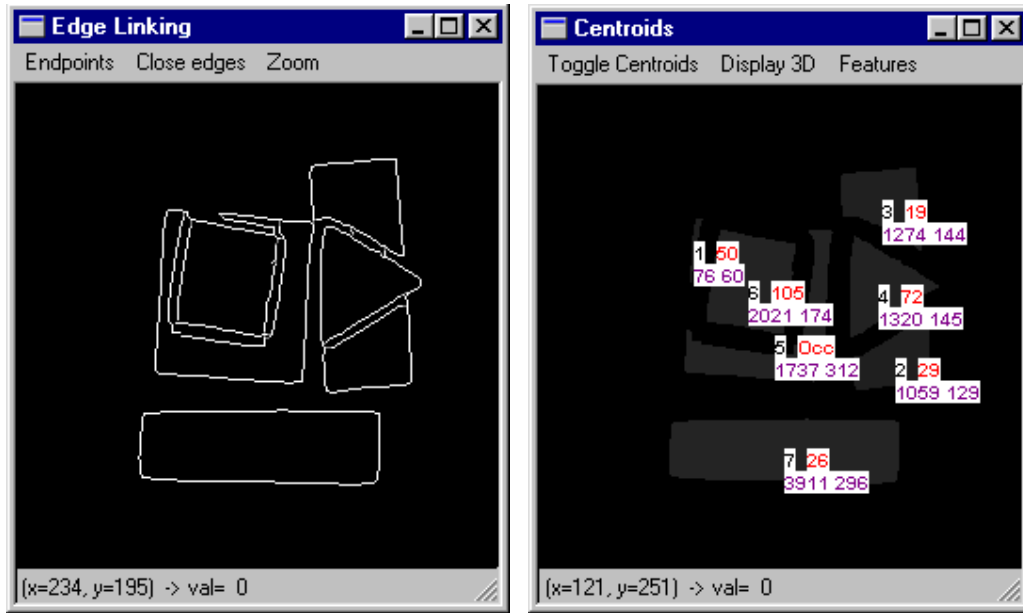 Edge Linking
Endpoints Close edges Zoom
(x=234, y=195) -> val= 0
Centroids
Toggle Centroids Display 3D Features
3 19
1274 144
1 50
76 60
6 105
2021 174
4 72
1320 145
5 Occ
1737 312
2 29
1059 129
7 26
3911 296
(x=121, y=251) -> val= 0